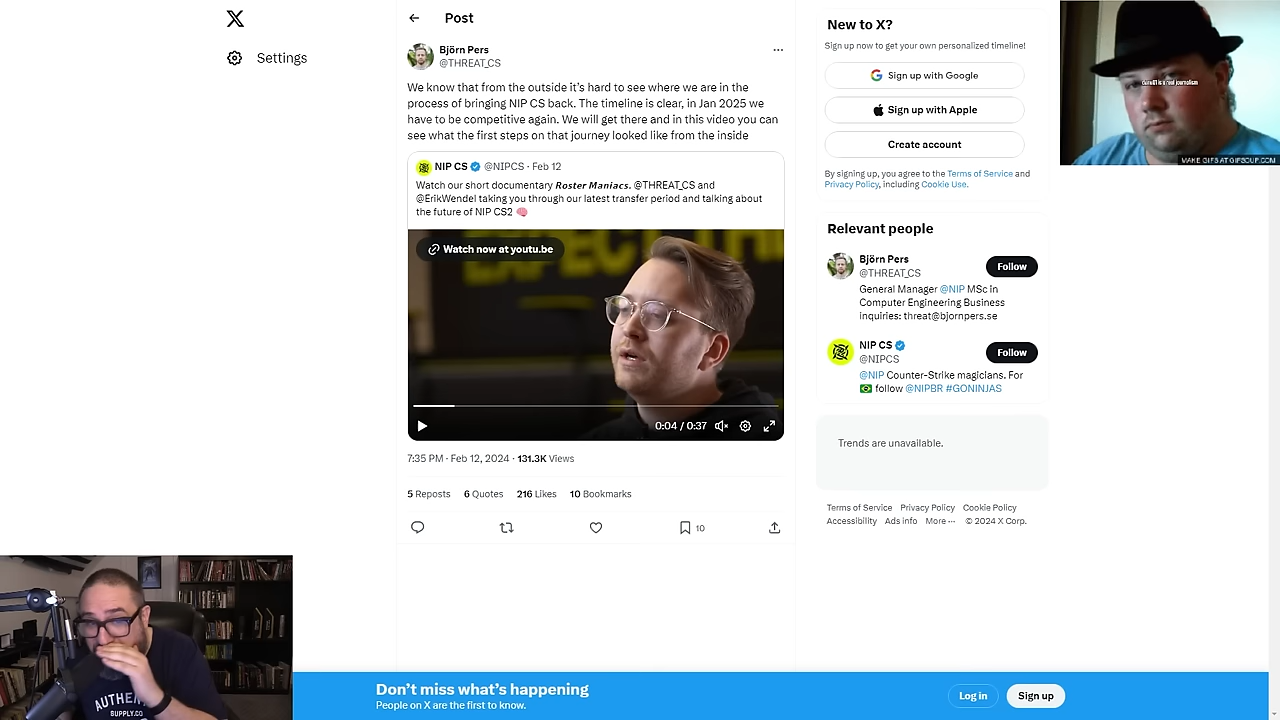 Settings
Post
Björn Pers
@THREAT_CS
We know that from the outside it's hard to see where we are in the
process of bringing NIP CS back. The timeline is clear, in Jan 2025 we
have to be competitive again. We will get there and in this video you can
see what the first steps on that journey looked like from the inside
NIP CS @NIPCS · Feb 12
Watch our short documentary Roster Maniacs. @THREAT_CS and
@ErikWendel taking you through our latest transfer period and talking about
the future of NIP CS2 🧠
Watch now at youtu.be
0:04 / 0:37
7:35 PM · Feb 12, 2024 · 131.3K Views
5 Reposts 6 Quotes 216 Likes 10 Bookmarks
10
New to X?
Sign up now to get your own personalized timeline!
Sign up with Google
Sign up with Apple
Create account
By signing up, you agree to the Terms of Service and
Privacy Policy, including Cookie Use.
Relevant people
Björn Pers
@THREAT_CS
Follow
General Manager @NIP MSc in
Computer Engineering Business
inquiries: threat@bjornpers.se
NIP CS
@NIPCS
Follow
@NIP Counter-Strike magicians. For
🇧🇷 follow @NIPBR #GONINJAS
Trends are unavailable.
Terms of Service Privacy Policy Cookie Policy
Accessibility Ads info More ··· © 2024 X Corp.
is a real journalism
MAKE GIFS AT GIFSOUP.COM
AUTHEN
SUPPLY.CO
Don't miss what's happening
People on X are the first to know.
Log in
Sign up